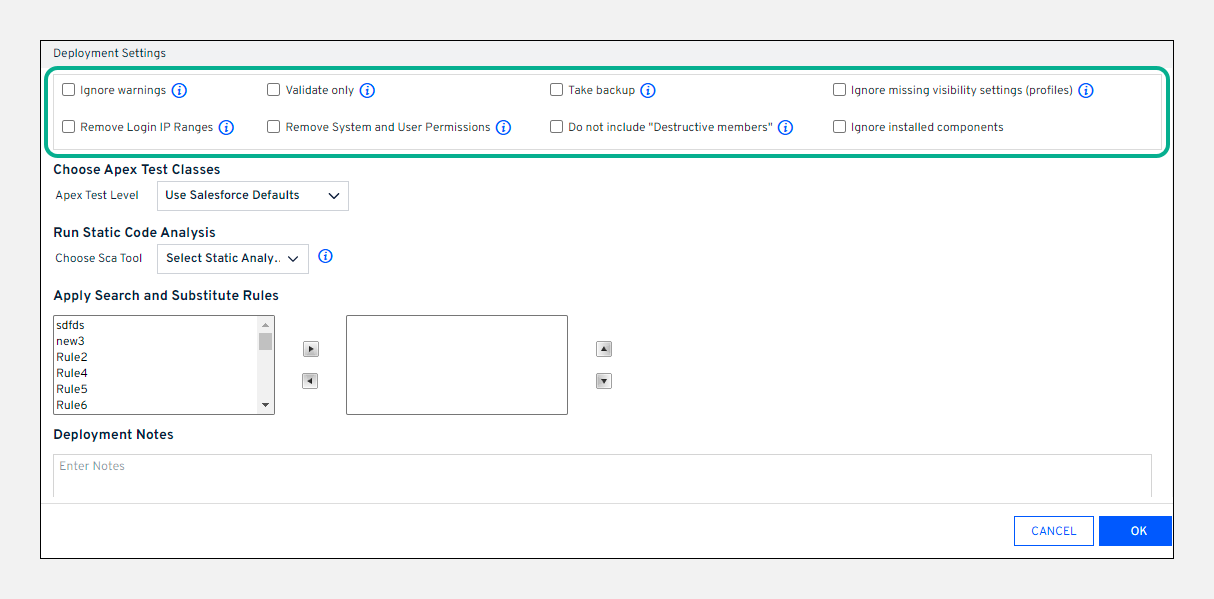 Deployment Settings
Ignore warnings Validate only Take backup Ignore missing visibility settings (profiles)
Remove Login IP Ranges Remove System and User Permissions Do not include "Destructive members" Ignore installed components
Choose Apex Test Classes
Apex Test Level Use Salesforce Defaults
Run Static Code Analysis
Choose Sca Tool Select Static Analy..
Apply Search and Substitute Rules
sdfds
new3
Rule2
Rule4
Rule5
Rule6
Deployment Notes
Enter Notes
CANCEL OK